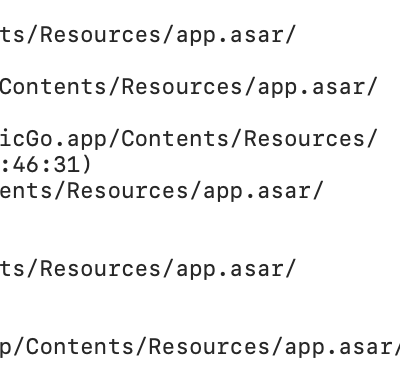 ts/Resources/app.asar/
Contents/Resources/app.asar/
icGo.app/Contents/Resources/
:46:31)
ents/Resources/app.asar/
ts/Resources/app.asar/
p/Contents/Resources/app.asar/